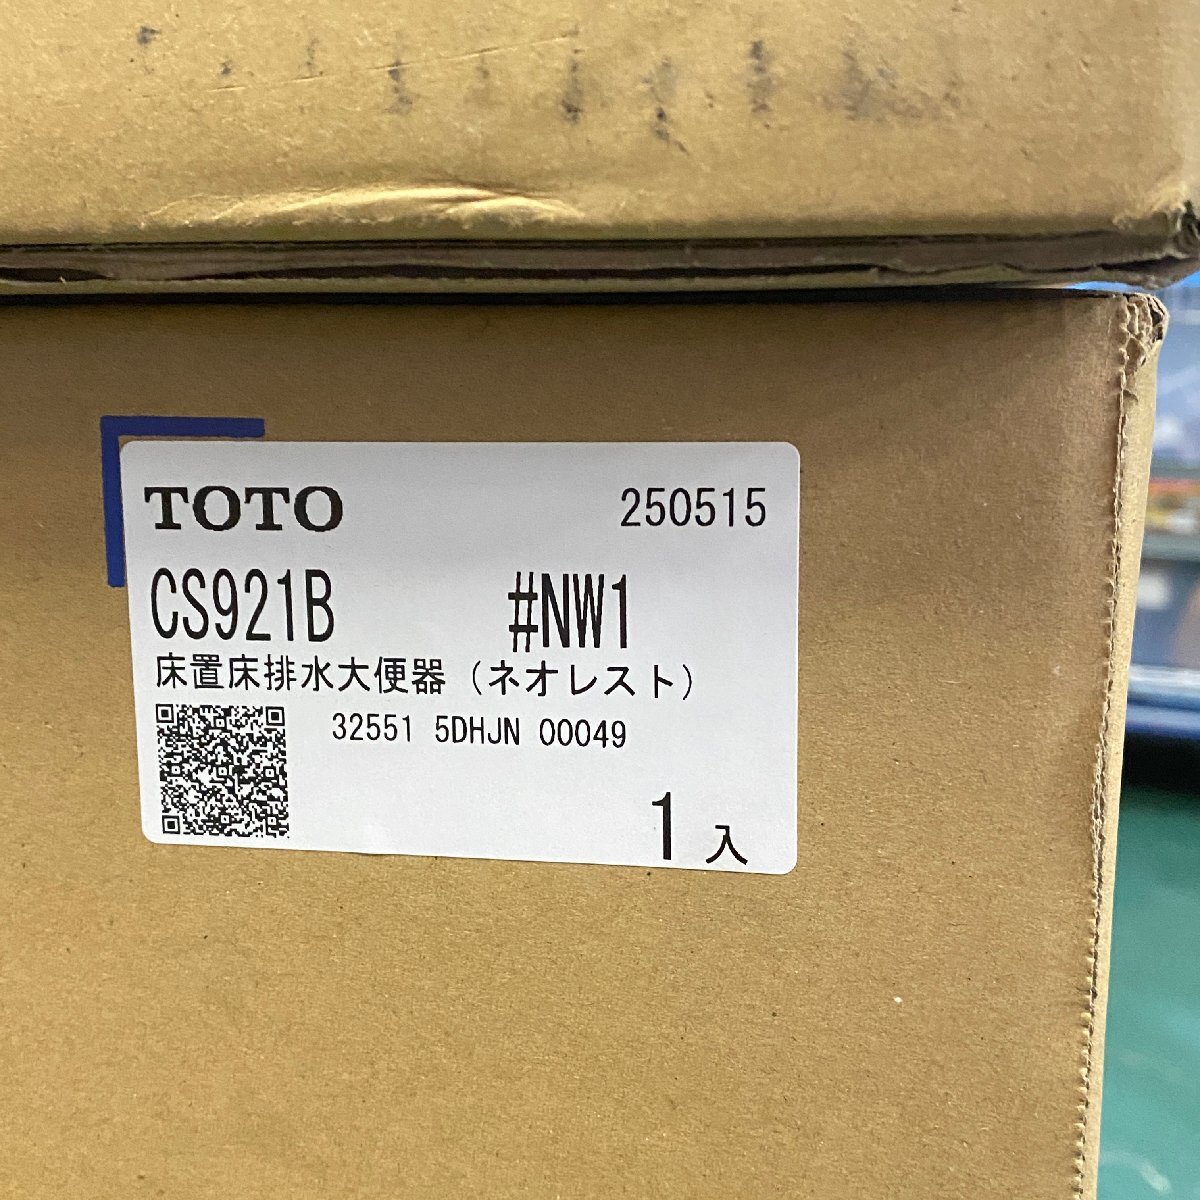 TOTO 250515
CS921B #NW1
床置床排水大便器（ネオレスト）
32551 5DHJN 00049
1入